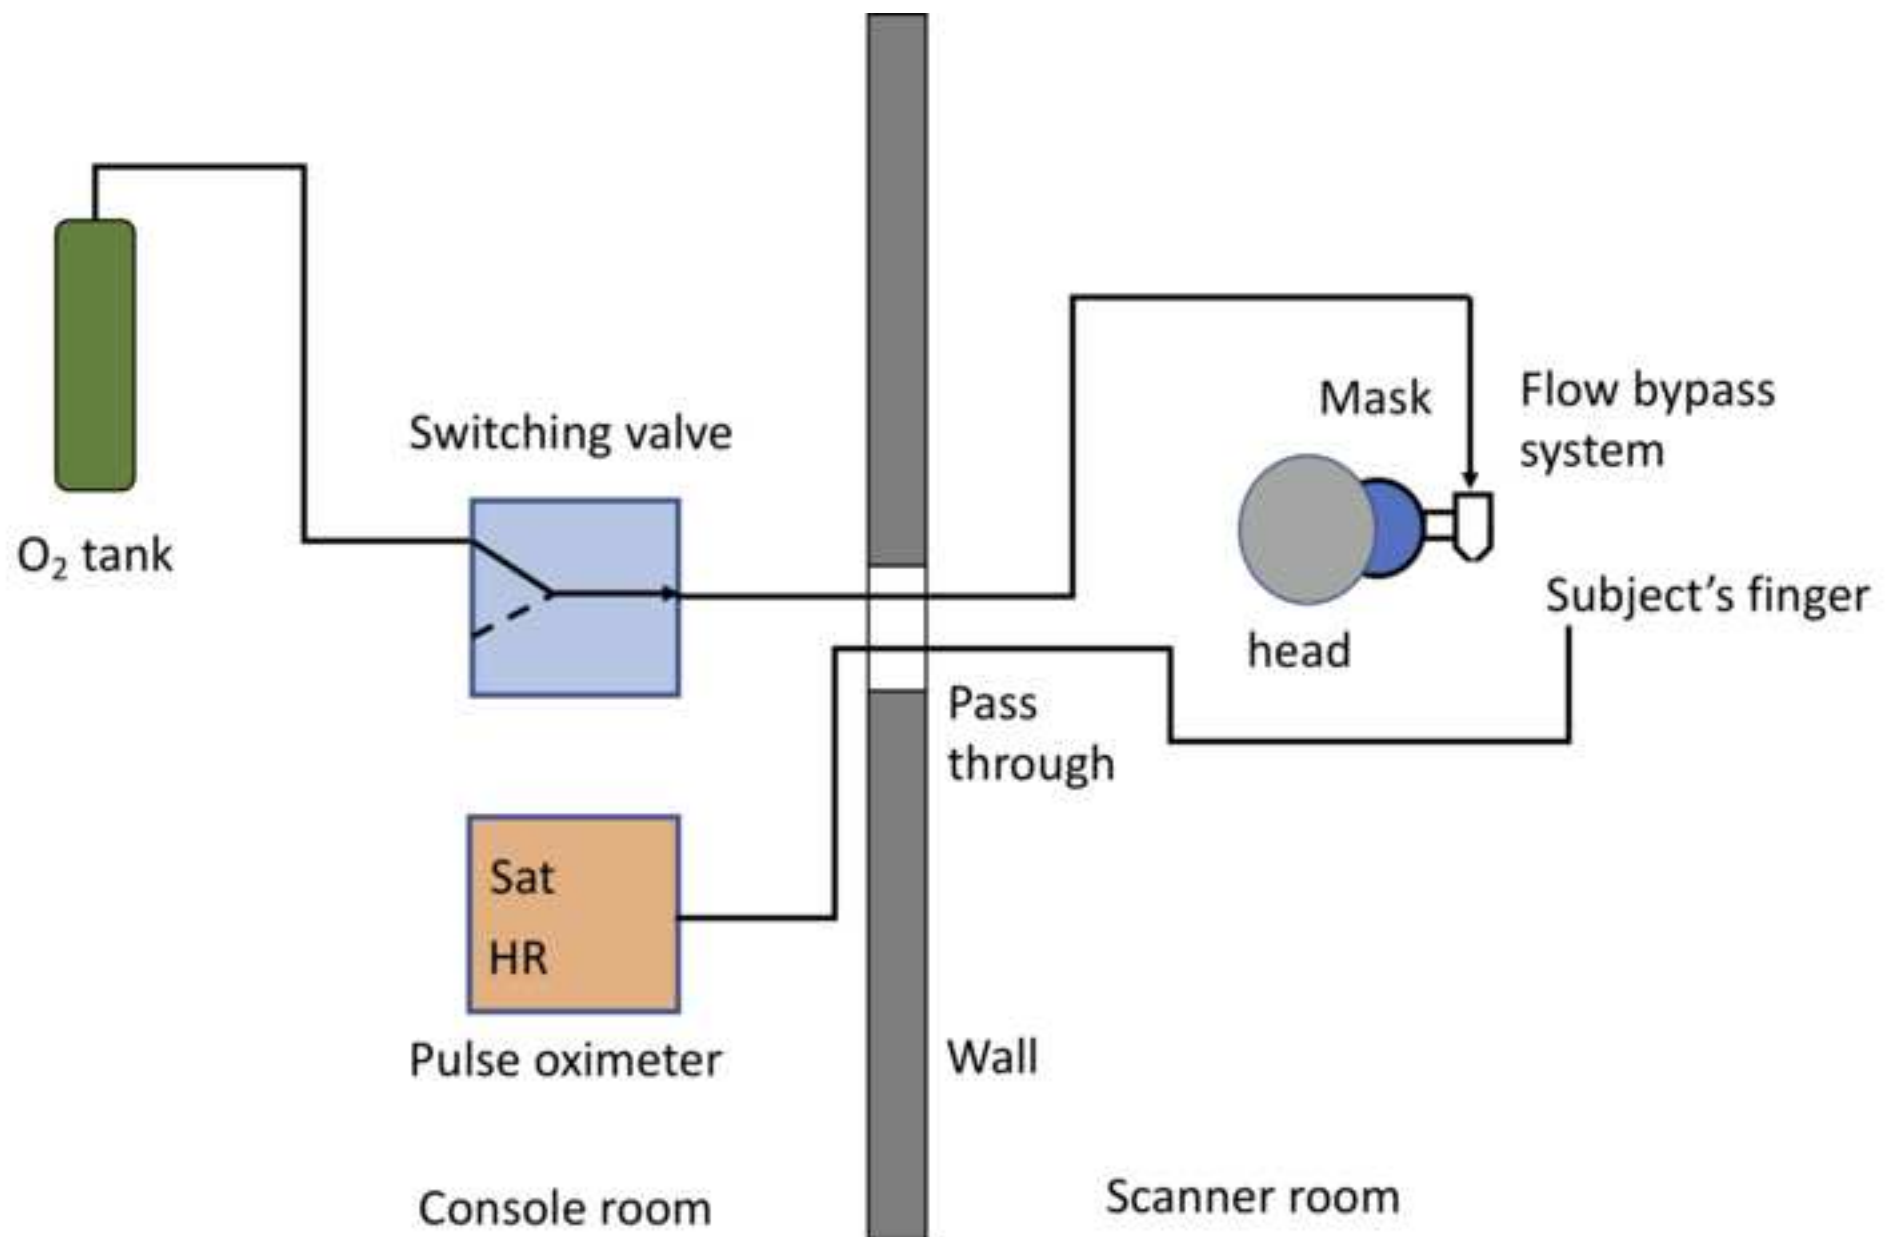 O₂ tank
Switching valve
Sat
HR
Pulse oximeter
Console room
Mask
Flow bypass
system
head
Subject's finger
Pass
through
Wall
Scanner room